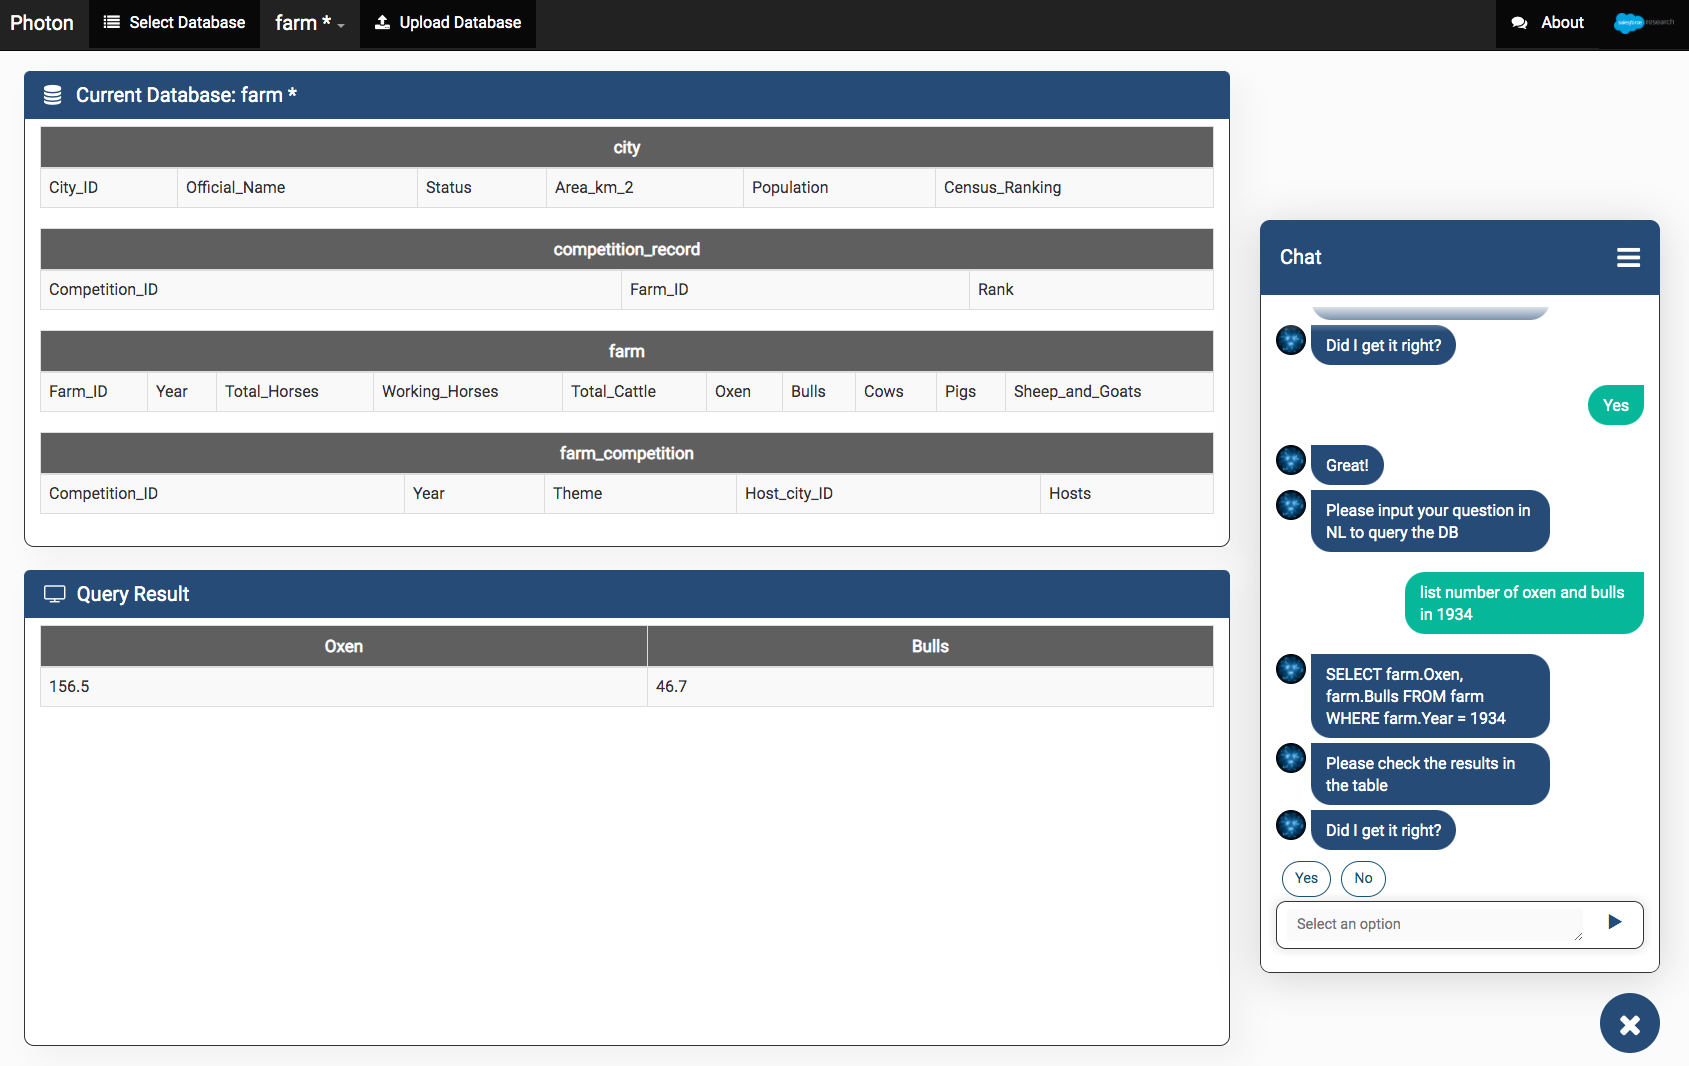 Photon
Select Database
farm *
Upload Database
About
salesforce research
Current Database: farm *
city
City_ID Official_Name Status Area_km_2 Population Census_Ranking
competition_record
Competition_ID Farm_ID Rank
farm
Farm_ID Year Total_Horses Working_Horses Total_Cattle Oxen Bulls Cows Pigs Sheep_and_Goats
farm_competition
Competition_ID Year Theme Host_city_ID Hosts
Query Result
Oxen Bulls
156.5 46.7
Chat
Did I get it right?
Yes
Great!
Please input your question in
NL to query the DB
list number of oxen and bulls
in 1934
SELECT farm.Oxen,
farm.Bulls FROM farm
WHERE farm.Year = 1934
Please check the results in
the table
Did I get it right?
Yes No
Select an option